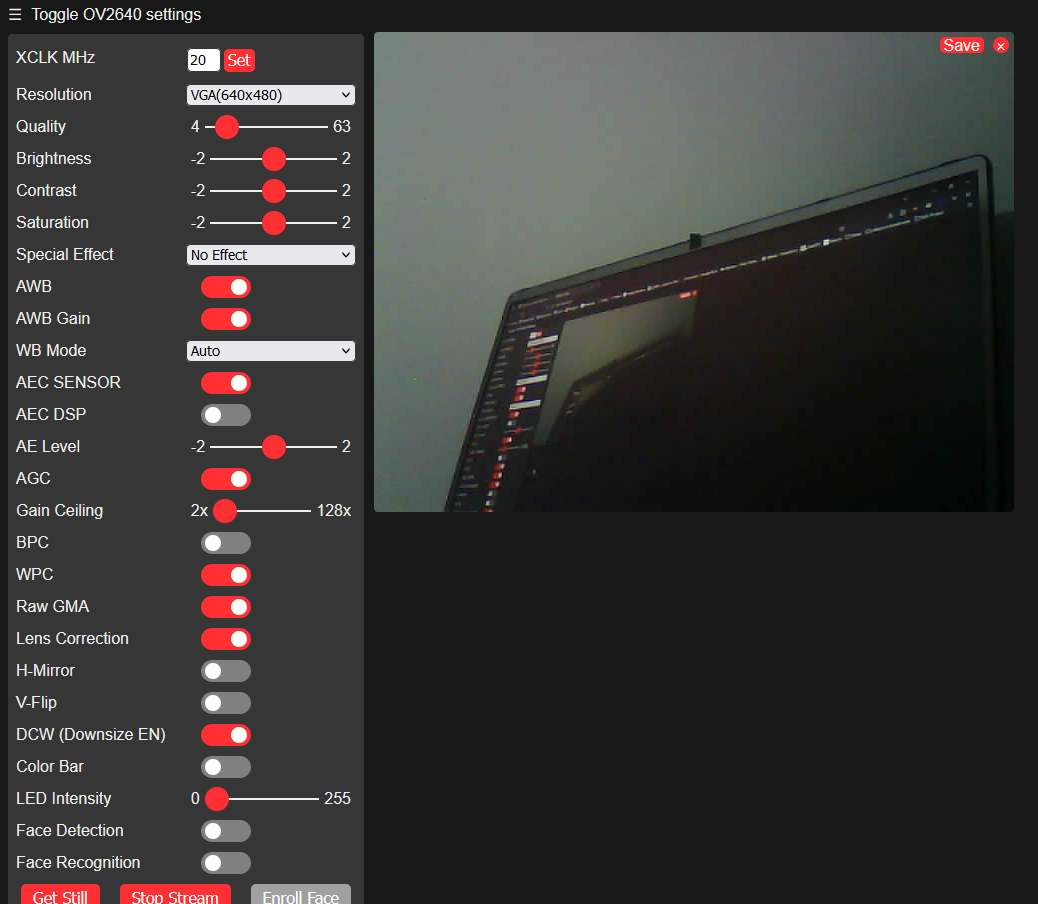 ☰ Toggle OV2640 settings
XCLK MHz 20 Set
Resolution VGA(640x480)
Quality 4 63
Brightness -2 2
Contrast -2 2
Saturation -2 2
Special Effect No Effect
AWB
AWB Gain
WB Mode Auto
AEC SENSOR
AEC DSP
AE Level -2 2
AGC
Gain Ceiling 2x 128x
BPC
WPC
Raw GMA
Lens Correction
H-Mirror
V-Flip
DCW (Downsize EN)
Color Bar
LED Intensity 0 255
Face Detection
Face Recognition
Get Still Stop Stream Enroll Face
Save ×